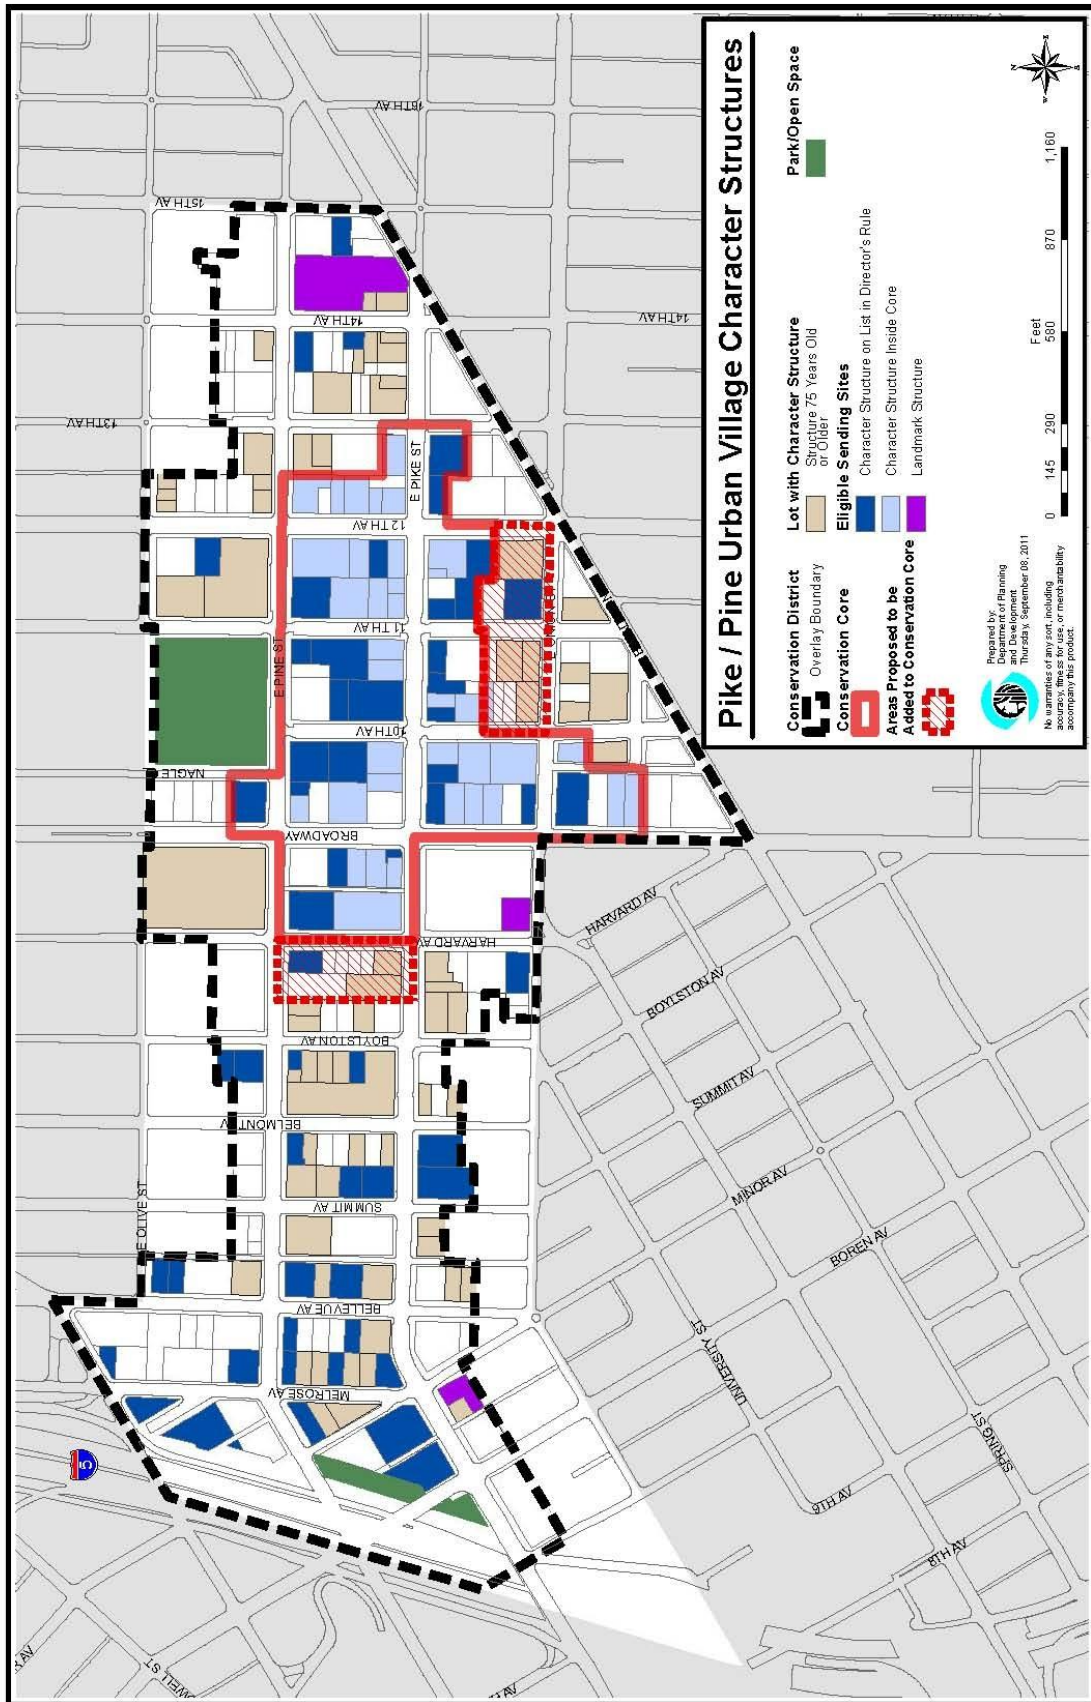 Pike / Pine Urban Village Character Structures
Conservation District
Overlay Boundary
Conservation Core
Areas Proposed to be
Added to Conservation Core
Lot with Character Structure
Structure 75 Years Old
or Older
Eligible Sending Sites
Character Structure on List in Director's Rule
Character Structure Inside Core
Landmark Structure
Park/Open Space
Feet
0 145 290 580 870 1,160
Prepared by:
Department of Planning
and Development
Thursday, September 08, 2011
No warranties of any sort, including
accuracy, fitness for use, or merchantability
accompany this product.
N
E
S
W
5
E OLIVE ST
E PINE ST
E PIKE ST
MELROSE AV
BELLEVUE AV
SUMMIT AV
BELMONT AV
BOYLSTON AV
HARVARD AV
BROADWAY
NAGLE
10TH AV
11TH AV
12TH AV
13TH AV
14TH AV
14TH AV
15TH AV
16TH AV
HARVARD AV
BOYLSTON AV
SUMMIT AV
MINOR AV
BOREN AV
UNIVERSITY ST
SPRING ST
9TH AV
8TH AV